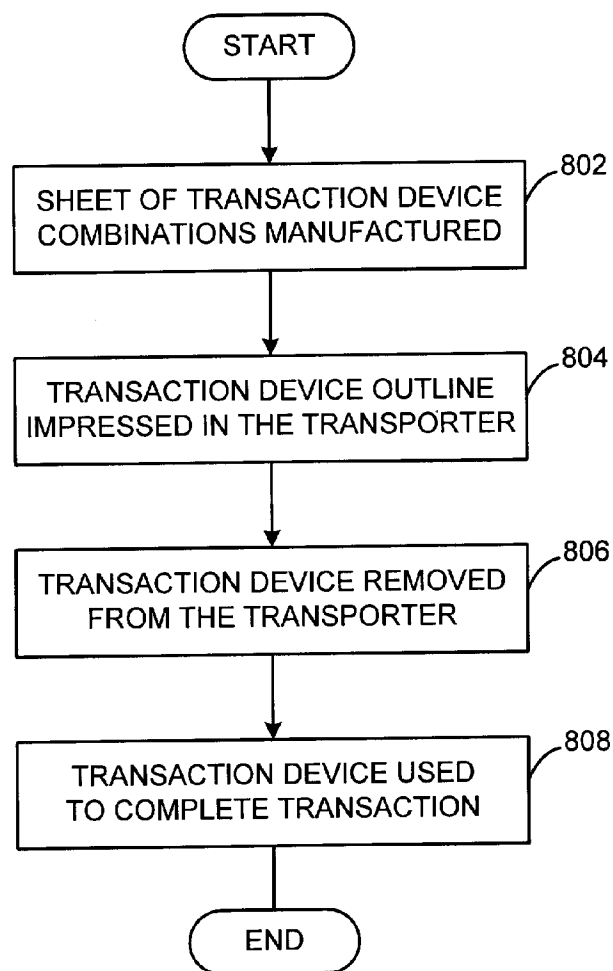 START
802
SHEET OF TRANSACTION DEVICE
COMBINATIONS MANUFACTURED
804
TRANSACTION DEVICE OUTLINE
IMPRESSED IN THE TRANSPORTER
806
TRANSACTION DEVICE REMOVED
FROM THE TRANSPORTER
808
TRANSACTION DEVICE USED
TO COMPLETE TRANSACTION
END